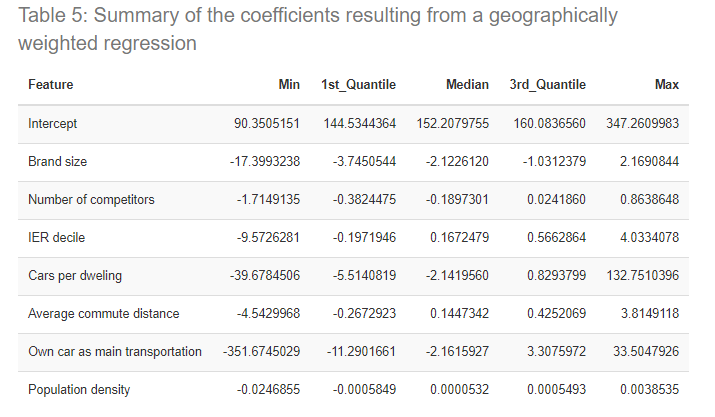 Table 5: Summary of the coefficients resulting from a geographically
weighted regression
Feature Min 1st_Quantile Median 3rd_Quantile Max
Intercept 90.3505151 144.5344364 152.2079755 160.0836560 347.2609983
Brand size -17.3993238 -3.7450544 -2.1226120 -1.0312379 2.1690844
Number of competitors -1.7149135 -0.3824475 -0.1897301 0.0241860 0.8638648
IER decile -9.5726281 -0.1971946 0.1672479 0.5662864 4.0334078
Cars per dweling -39.6784506 -5.5140819 -2.1419560 0.8293799 132.7510396
Average commute distance -4.5429968 -0.2672923 0.1447342 0.4252069 3.8149118
Own car as main transportation -351.6745029 -11.2901661 -2.1615927 3.3075972 33.5047926
Population density -0.0246855 -0.0005849 0.0000532 0.0005493 0.0038535